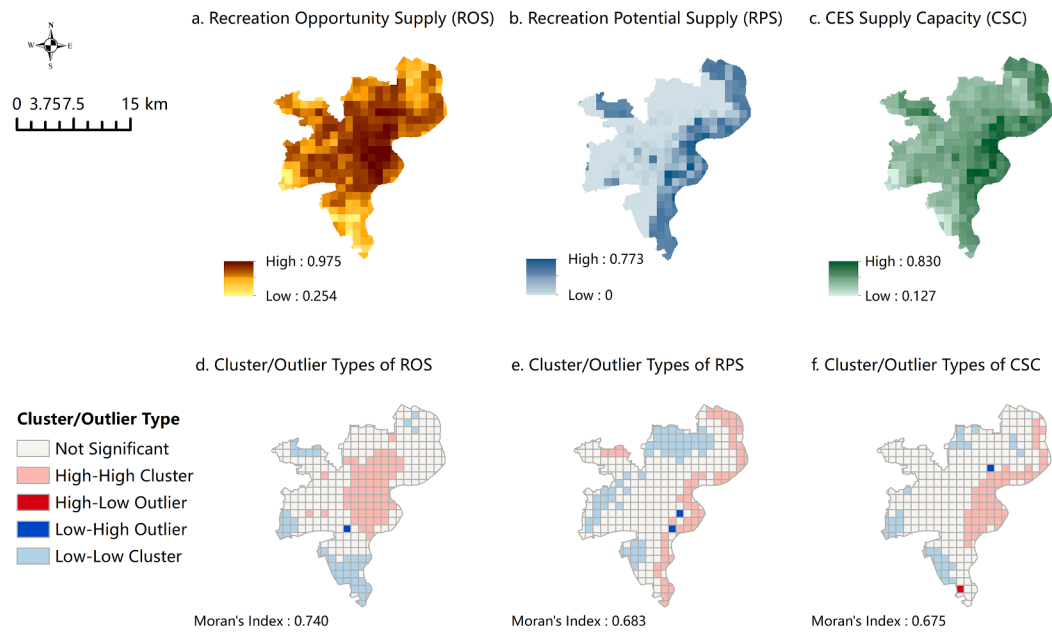 a. Recreation Opportunity Supply (ROS)
b. Recreation Potential Supply (RPS)
c. CES Supply Capacity (CSC)
N
W E
S
0 3.75 7.5 15 km
High : 0.975
Low : 0.254
High : 0.773
Low : 0
High : 0.830
Low : 0.127
d. Cluster/Outlier Types of ROS
e. Cluster/Outlier Types of RPS
f. Cluster/Outlier Types of CSC
Cluster/Outlier Type
Not Significant
High-High Cluster
High-Low Outlier
Low-High Outlier
Low-Low Cluster
Moran's Index : 0.740
Moran's Index : 0.683
Moran's Index : 0.675